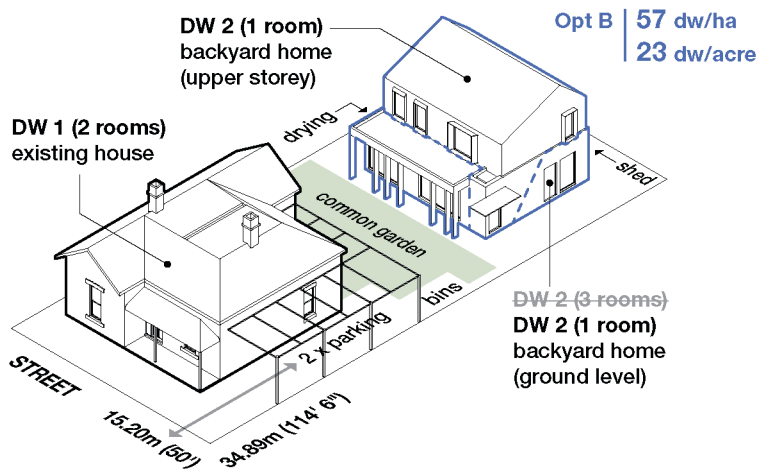 DW 2 (1 room)
backyard home
(upper storey)
Opt B
57 dw/ha
23 dw/acre
DW 1 (2 rooms)
existing house
drying
shed
common garden
bins
2 x parking
DW 2 (3 rooms)
DW 2 (1 room)
backyard home
(ground level)
STREET
15.20m (50')
34.89m (114' 6"')